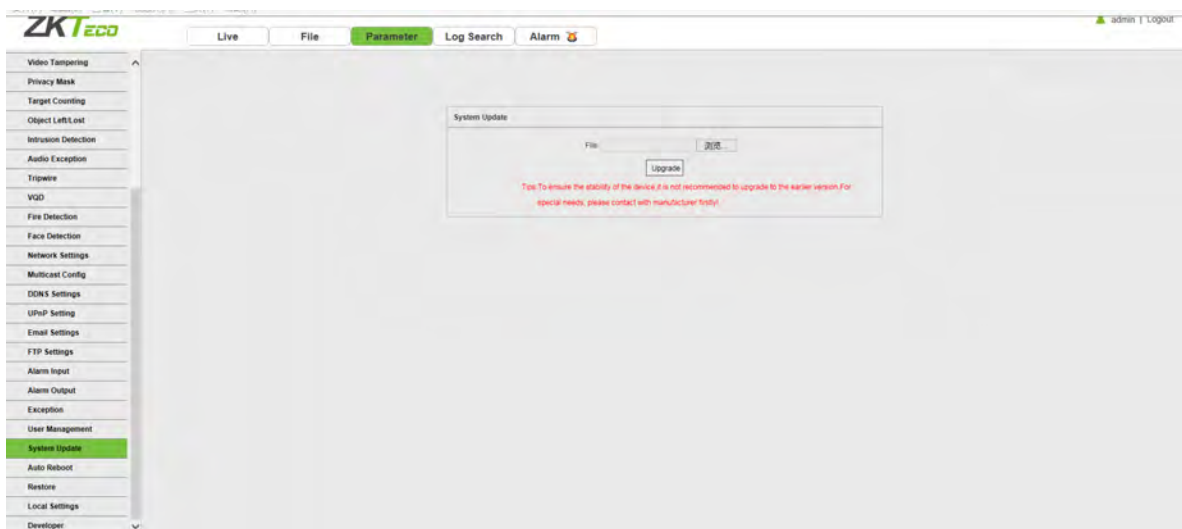 ZKTECO
admin | Logout
Live
File
Parameter
Log Search
Alarm
Video Tampering
Privacy Mask
Target Counting
Object Left/Lost
Intrusion Detection
Audio Exception
Tripwire
VQD
Fire Detection
Face Detection
Network Settings
Multicast Config
DDNS Settings
UPnP Setting
Email Settings
FTP Settings
Alarm Input
Alarm Output
Exception
User Management
System Update
Auto Reboot
Restore
Local Settings
Developer
System Update
File
浏览...
Upgrade
Tips:To ensure the stability of the device,it is not recommended to upgrade to the earlier version.For
special needs, please contact with manufacturer firstly!